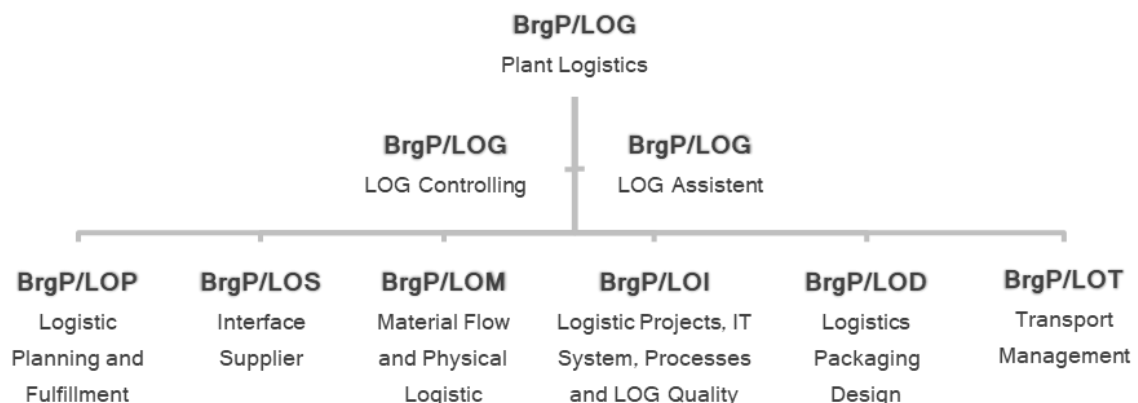 BrgP/LOG
Plant Logistics
BrgP/LOG
LOG Controlling
BrgP/LOG
LOG Assistent
BrgP/LOP
Logistic
Planning and
Fulfillment
BrgP/LOS
Interface
Supplier
BrgP/LOM
Material Flow
and Physical
Logistic
BrgP/LOI
Logistic Projects, IT
System, Processes
and LOG Quality
BrgP/LOD
Logistics
Packaging
Design
BrgP/LOT
Transport
Management